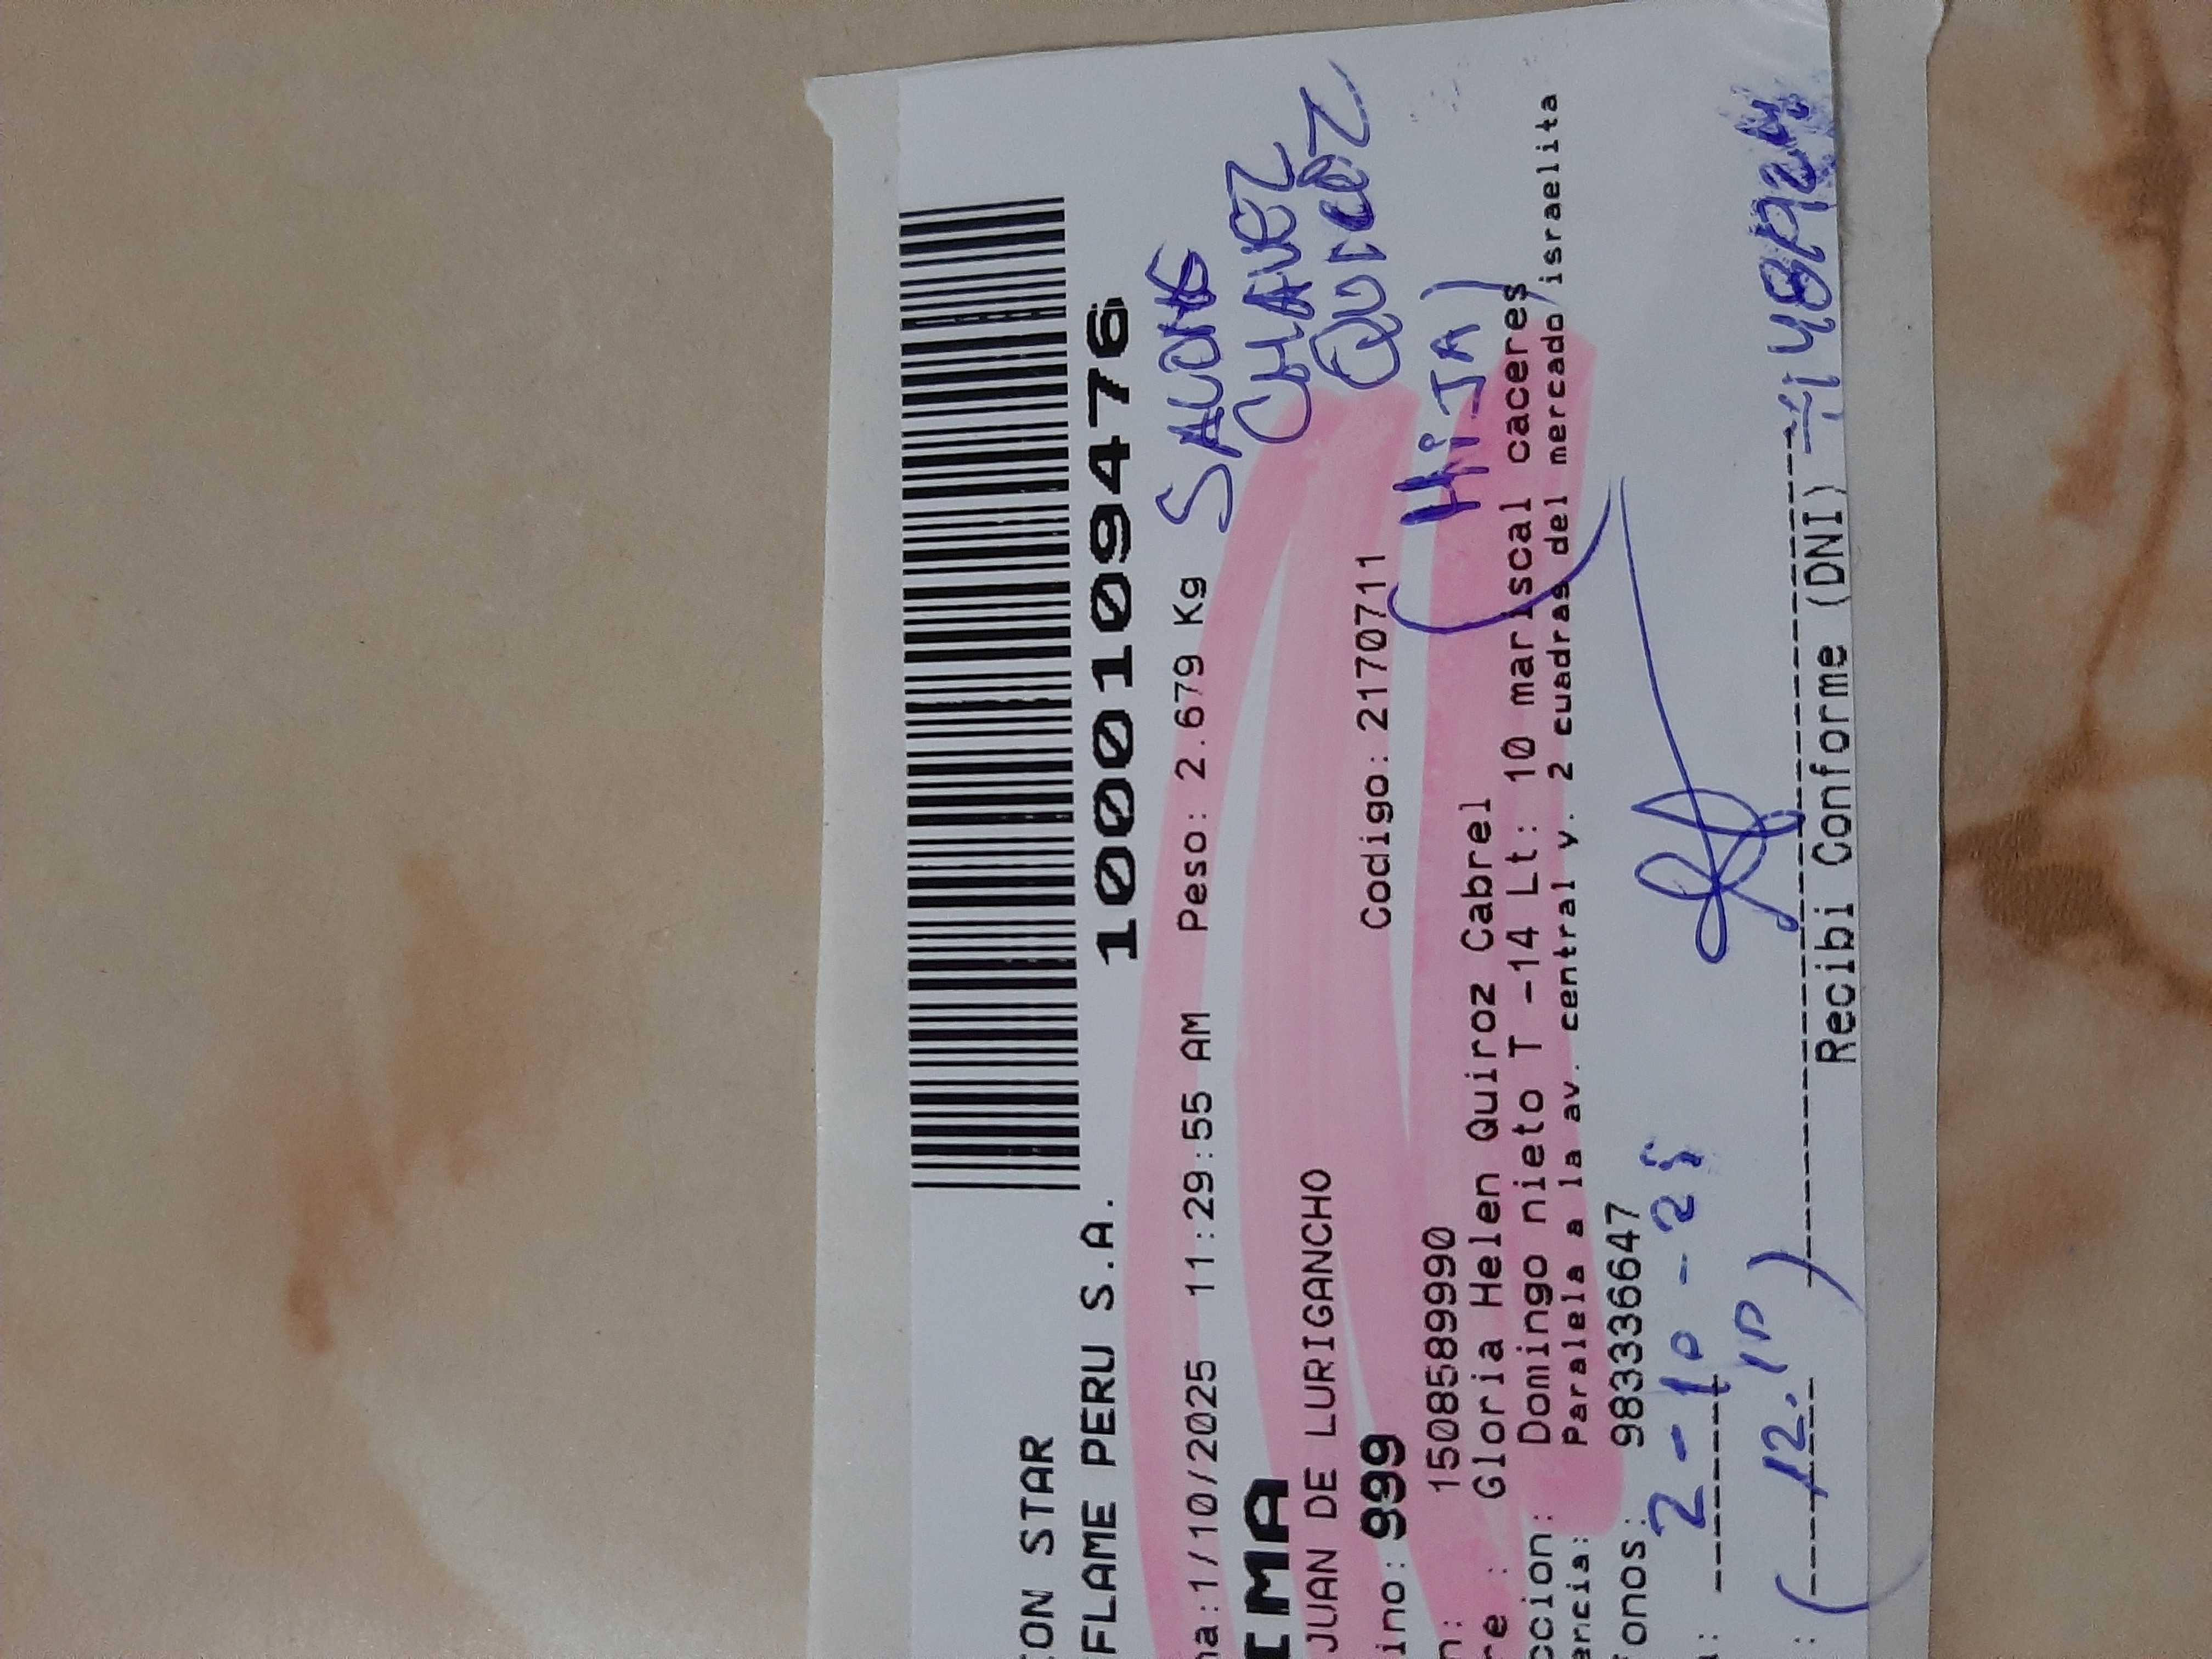 ION STAR
FLAME PERU S.A.
1000109476
ha:1/10/2025 11:29:55 AM Peso: 2.679 Kg
IMA
CHAVEZ
JUAN DE LURIGANCHO
ino: 999 Codigo: 2170711
n: 1508589990
(HiJA)
re : Gloria Helen Quiroz Cabrel
ccion: Domingo nieto T -14 Lt: 10 mariscal caceres
encia: Paralela a la av. central y. 2 cuadras del mercado israelita
fonos: 983336647
2-10-25
(12.10)
Recibi Conforme (DNI)